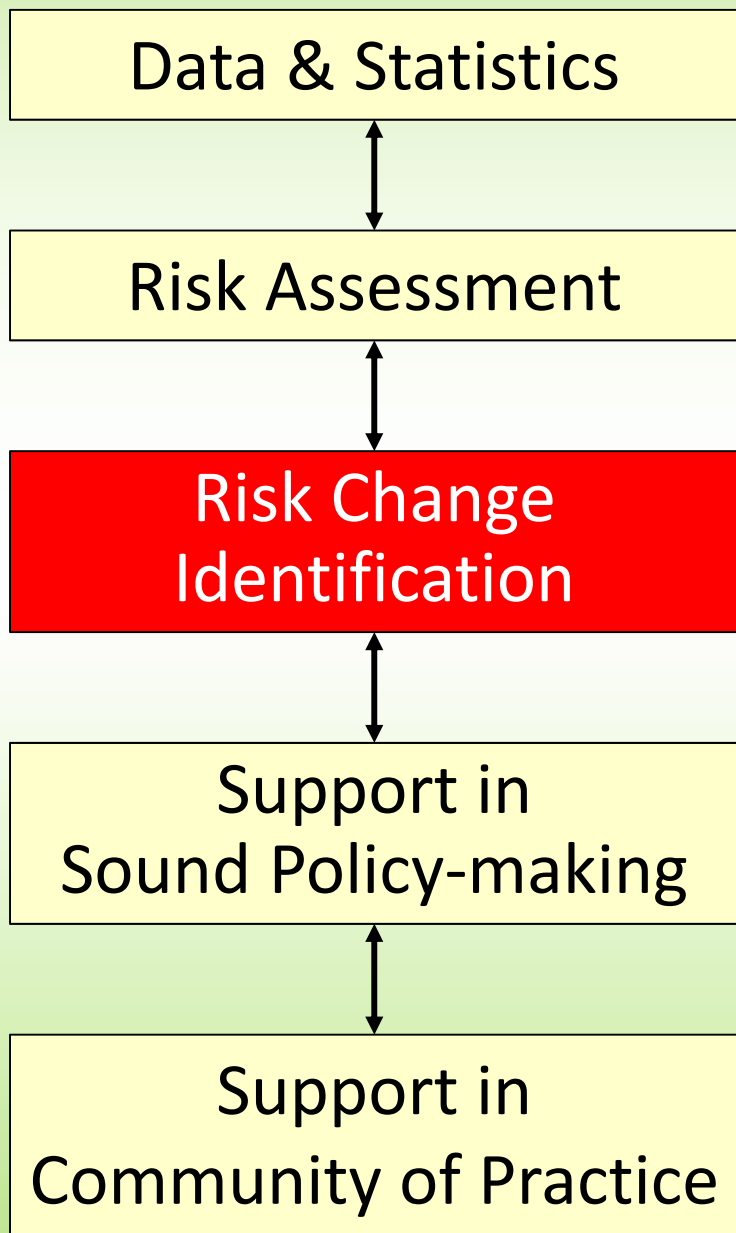 Data & Statistics
Risk Assessment
Risk Change
Identification
Support in
Sound Policy-making
Support in
Community of Practice